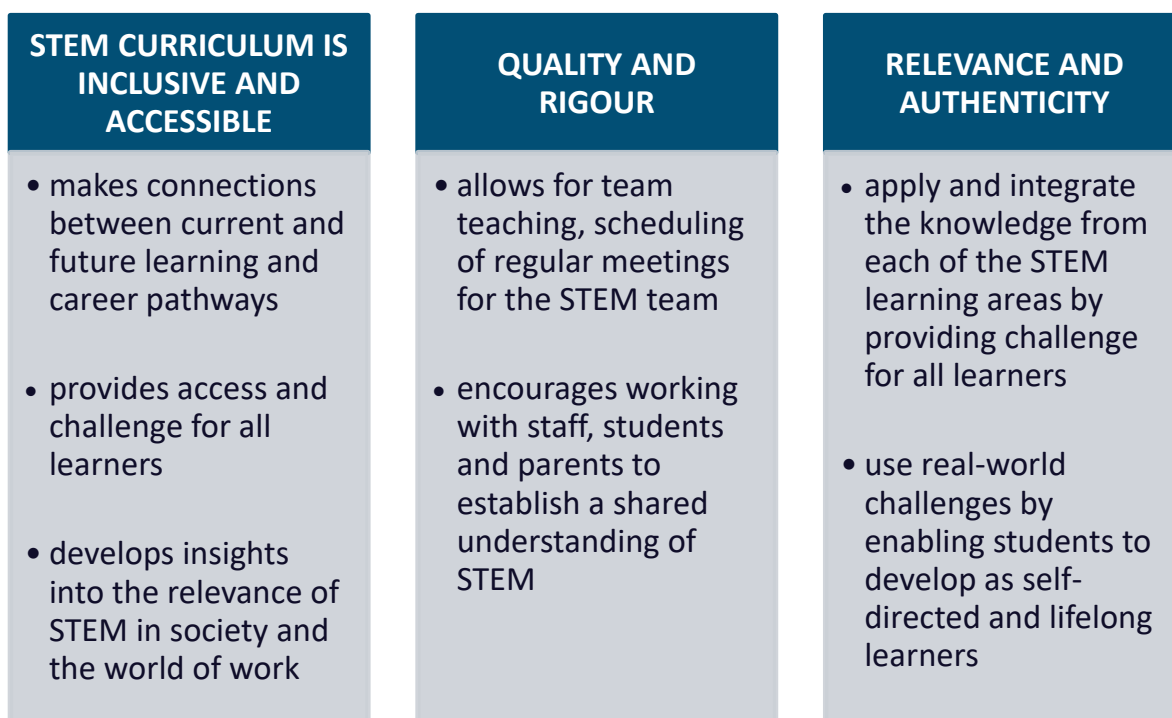 STEM CURRICULUM IS
INCLUSIVE AND
ACCESSIBLE
• makes connections
between current and
future learning and
career pathways
• provides access and
challenge for all
learners
• develops insights
into the relevance of
STEM in society and
the world of work
QUALITY AND
RIGOUR
• allows for team
teaching, scheduling
of regular meetings
for the STEM team
• encourages working
with staff, students
and parents to
establish a shared
understanding of
STEM
RELEVANCE AND
AUTHENTICITY
• apply and integrate
the knowledge from
each of the STEM
learning areas by
providing challenge
for all learners
• use real-world
challenges by
enabling students to
develop as self-
directed and lifelong
learners